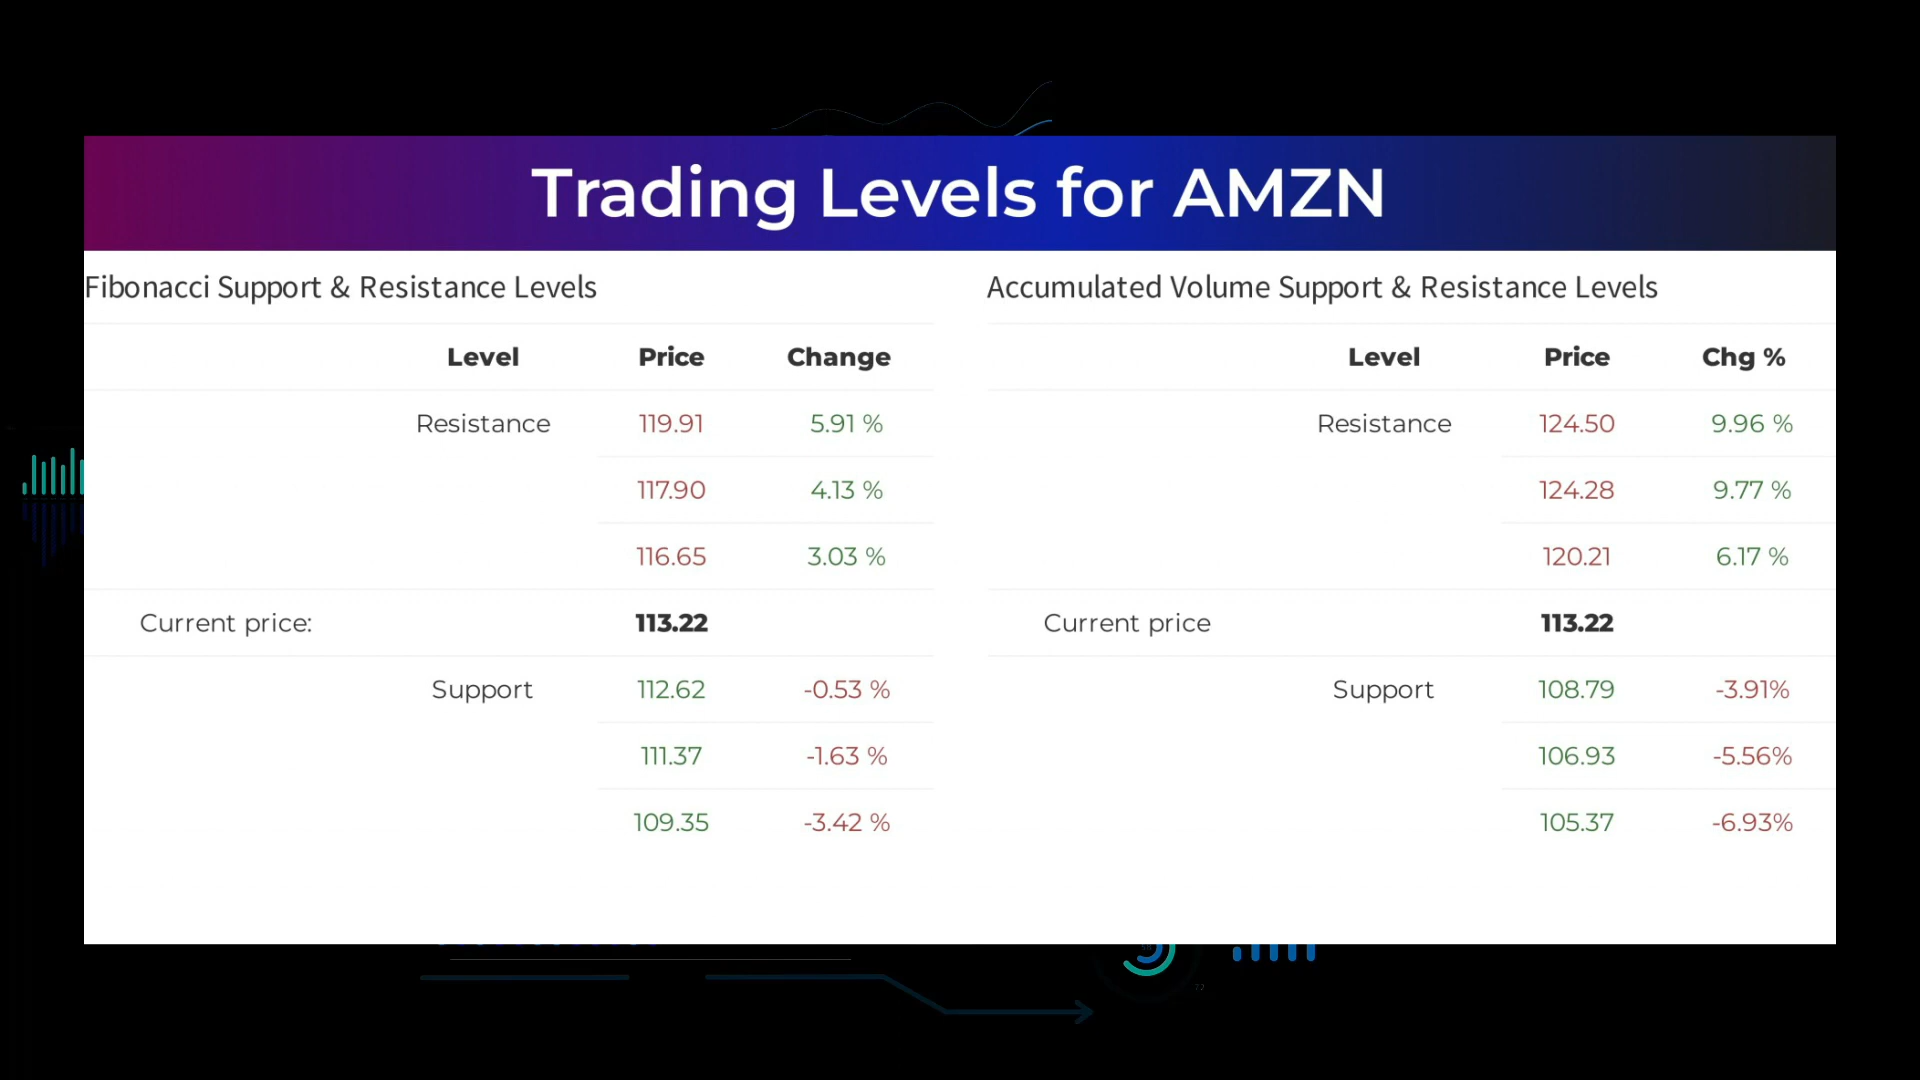 Trading Levels for AMZN
Fibonacci Support & Resistance Levels
Level Price Change
Resistance 119.91 5.91 %
117.90 4.13 %
116.65 3.03 %
Current price: 113.22
Support 112.62 -0.53 %
111.37 -1.63 %
109.35 -3.42 %
Accumulated Volume Support & Resistance Levels
Level Price Chg %
Resistance 124.50 9.96 %
124.28 9.77 %
120.21 6.17 %
Current price 113.22
Support 108.79 -3.91%
106.93 -5.56%
105.37 -6.93%